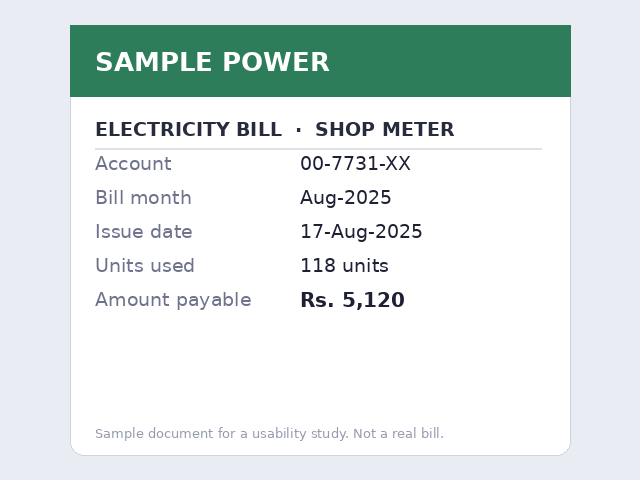 SAMPLE POWER
ELECTRICITY BILL · SHOP METER
Account 00-7731-XX
Bill month Aug-2025
Issue date 17-Aug-2025
Units used 118 units
Amount payable Rs. 5,120
Sample document for a usability study. Not a real bill.